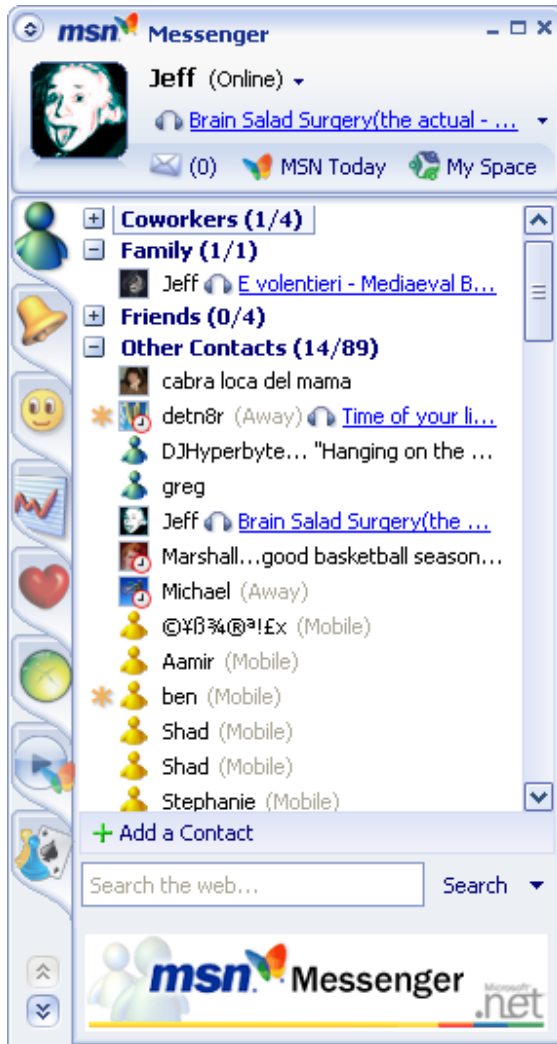 msn Messenger
Jeff (Online)
Brain Salad Surgery(the actual - ...
(0) MSN Today My Space
Coworkers (1/4)
Family (1/1)
Jeff E volentieri - Mediaeval B...
Friends (0/4)
Other Contacts (14/89)
cabra loca del mama
detn8r (Away) Time of your li...
DJHyperbyte... "Hanging on the ...
greg
Jeff Brain Salad Surgery(the ...
Marshall...good basketball season...
Michael (Away)
©¥ß¾®ª!£x (Mobile)
Aamir (Mobile)
ben (Mobile)
Shad (Mobile)
Shad (Mobile)
Stephanie (Mobile)
Add a Contact
Search the web... Search
msn Messenger
Microsoft
.net